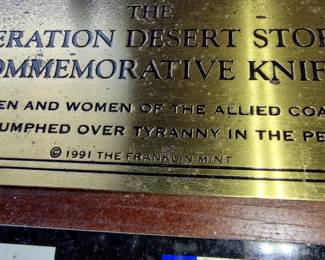 THE
ERATION DESERT STOR
OMMEMORATIVE KNIF
EN AND WOMEN OF THE ALLIED COA
UMPHED OVER TYRANNY IN THE PE
© 1991 THE FRANKLIN MINT